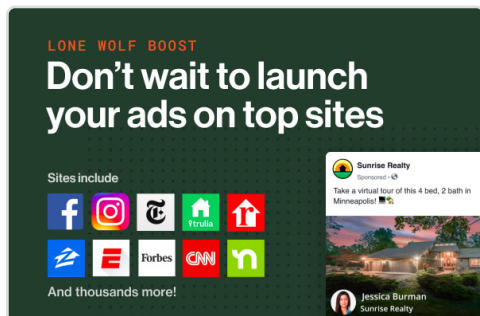 LONE WOLF BOOST
Don't wait to launch
your ads on top sites
Sites include
trulia
Forbes
CNN
And thousands more!
Sunrise Realty
Sponsored ·
Take a virtual tour of this 4 bed, 2 bath in
Minneapolis!
Jessica Burman
Sunrise Realty